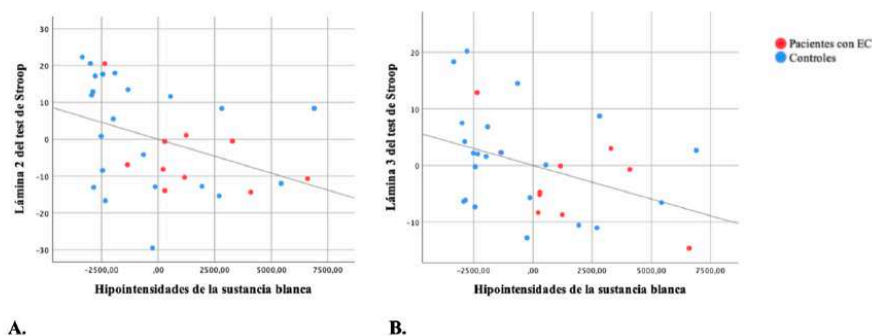 Pacientes con EC
Controles
Lámina 2 del test de Stroop
30
20
10
0
-10
-20
-30
-2500,00 ,00 2500,00 5000,00 7500,00
Hipointensidades de la sustancia blanca
A.
Lámina 3 del test de Stroop
20
10
0
-10
-2500,00 ,00 2500,00 5000,00 7500,00
Hipointensidades de la sustancia blanca
B.